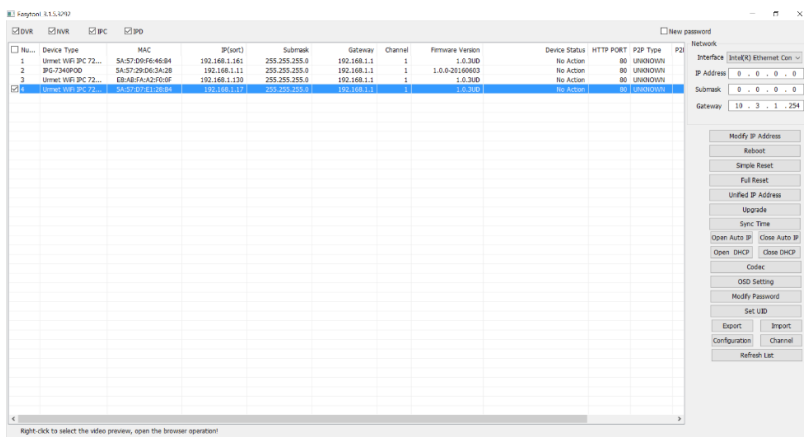 Easytool 3.1.5.3292
DVR NVR IPC IPD New password
Nu... Device Type MAC IP(sort) Submask Gateway Channel Firmware Version Device Status HTTP PORT P2P Type P2I
1 Urmet WiFi IPC 72... 5A:57:D9:F6:46:84 192.168.1.161 255.255.255.0 192.168.1.1 1 1.0.3UD No Action 80 UNKNOWN
2 IPG-7340POD 5A:57:29:D6:3A:2B 192.168.1.11 255.255.255.0 192.168.1.1 1 1.0.0-20160603 No Action 80 UNKNOWN
3 Urmet WiFi IPC 72... E8:AB:FA:A2:F0:0F 192.168.1.130 255.255.255.0 192.168.1.1 1 1.0.3UD No Action 80 UNKNOWN
4 Urmet WiFi IPC 72... 5A:57:D7:E1:28:84 192.168.1.17 255.255.255.0 192.168.1.1 1 1.0.3UD No Action 80 UNKNOWN
Network
Interface Intel(R) Ethernet Con
IP Address 0 . 0 . 0 . 0
Submask 0 . 0 . 0 . 0
Gateway 10 . 3 . 1 . 254
Modify IP Address
Reboot
Simple Reset
Full Reset
Unified IP Address
Upgrade
Sync Time
Open Auto IP Close Auto IP
Open DHCP Close DHCP
Codec
OSD Setting
Modify Password
Set UID
Export Import
Configuration Channel
Refresh List
Right-click to select the video preview, open the browser operation!